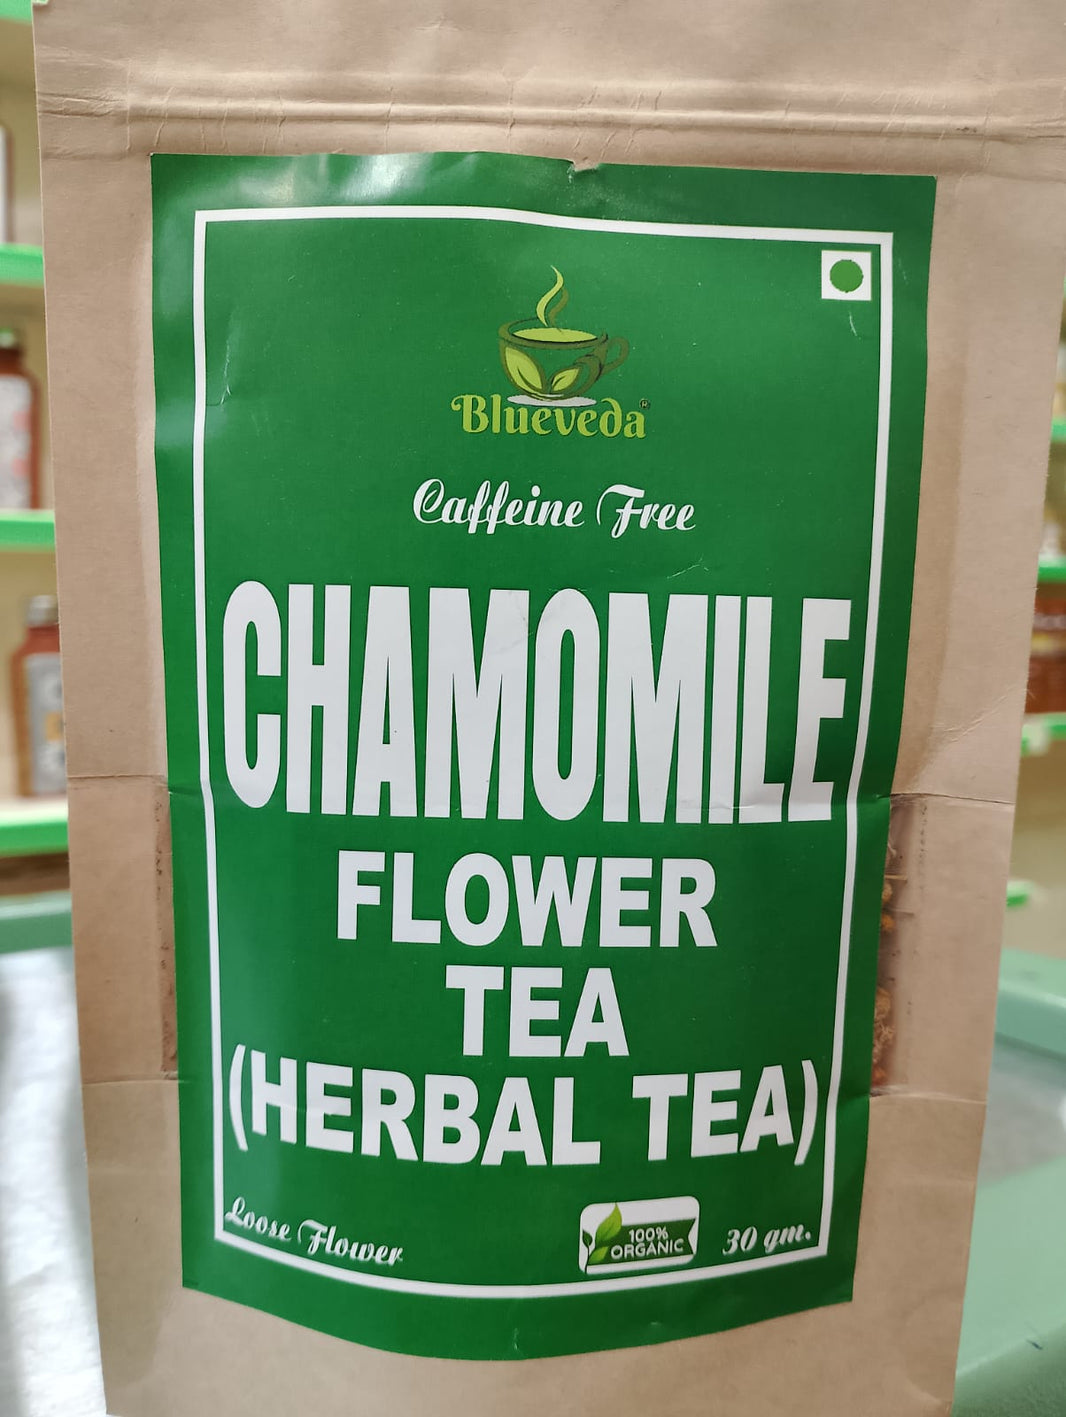 Blueveda®
Caffeine Free
CHAMOMILE
FLOWER
TEA
(HERBAL TEA)
Loose Flower
100%
ORGANIC
30 gm.